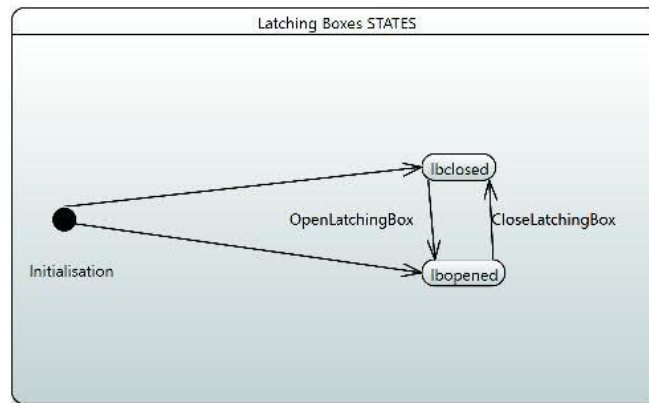 Latching Boxes STATES
lbclosed
OpenLatchingBox
CloseLatchingBox
Initialisation
lbopened